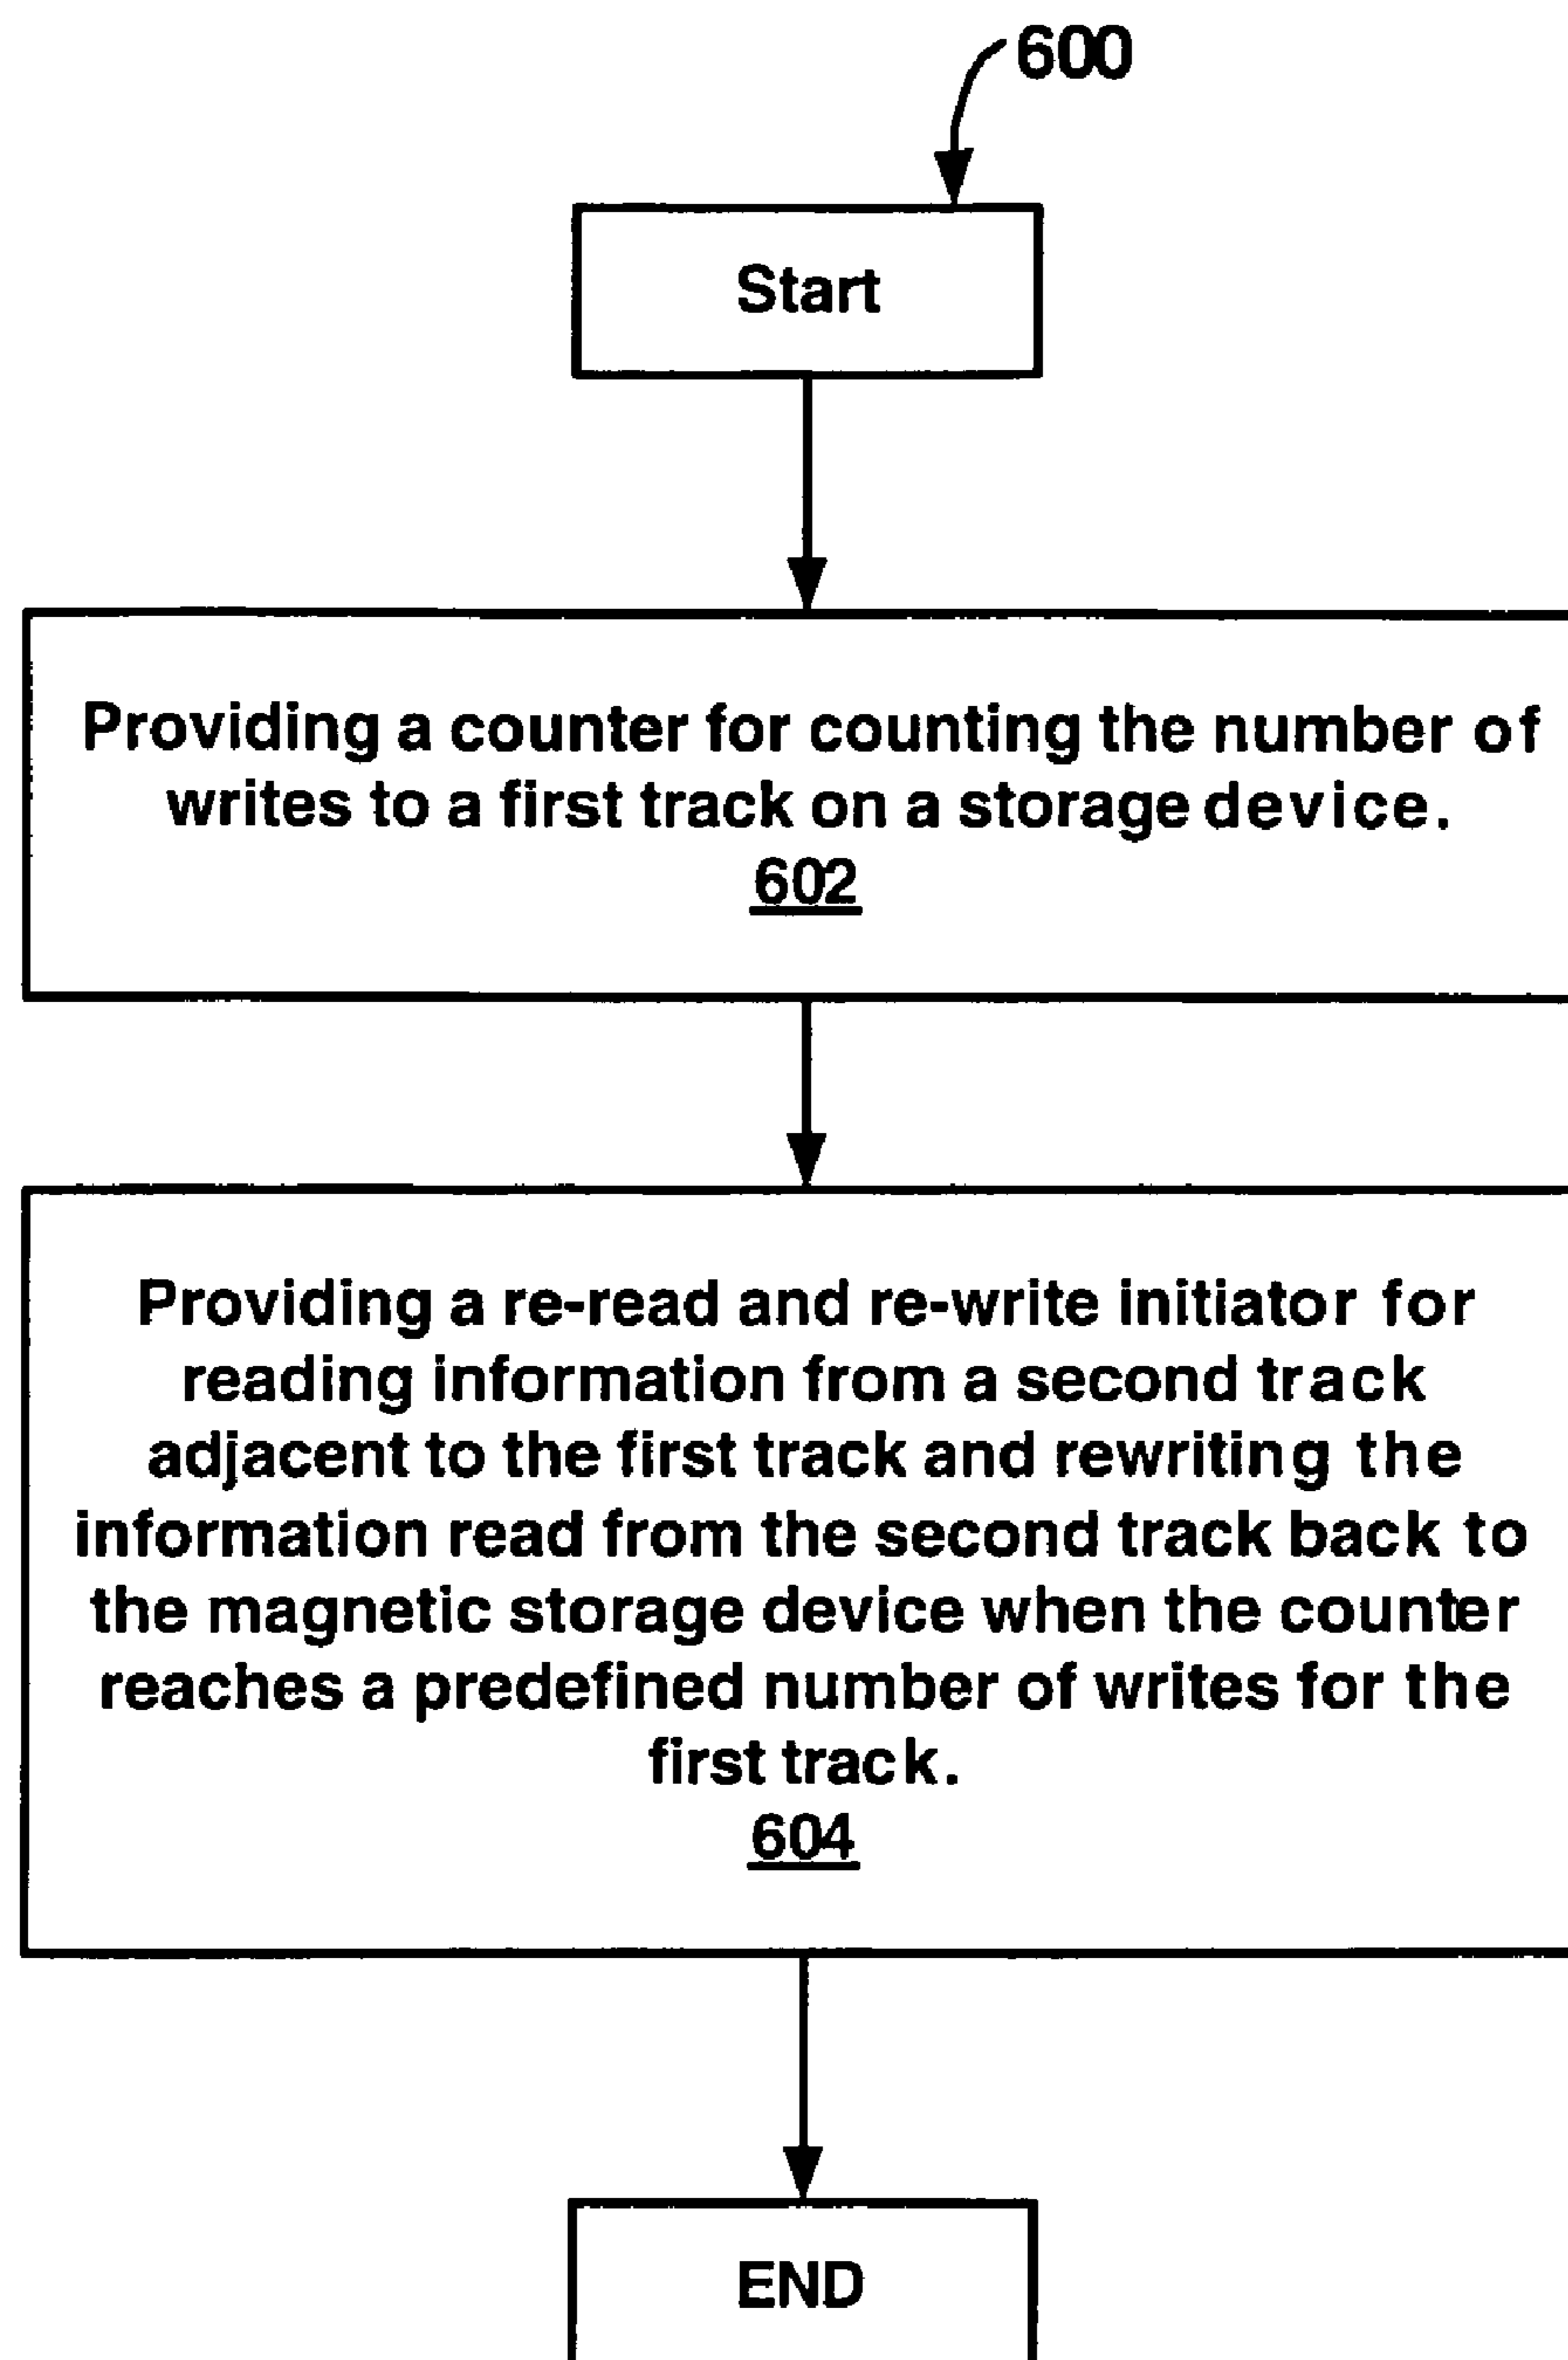 600
Start
Providing a counter for counting the number of
writes to a first track on a storage device.
602
Providing a re-read and re-write initiator for
reading information from a second track
adjacent to the first track and rewriting the
information read from the second track back to
the magnetic storage device when the counter
reaches a predefined number of writes for the
first track.
604
END